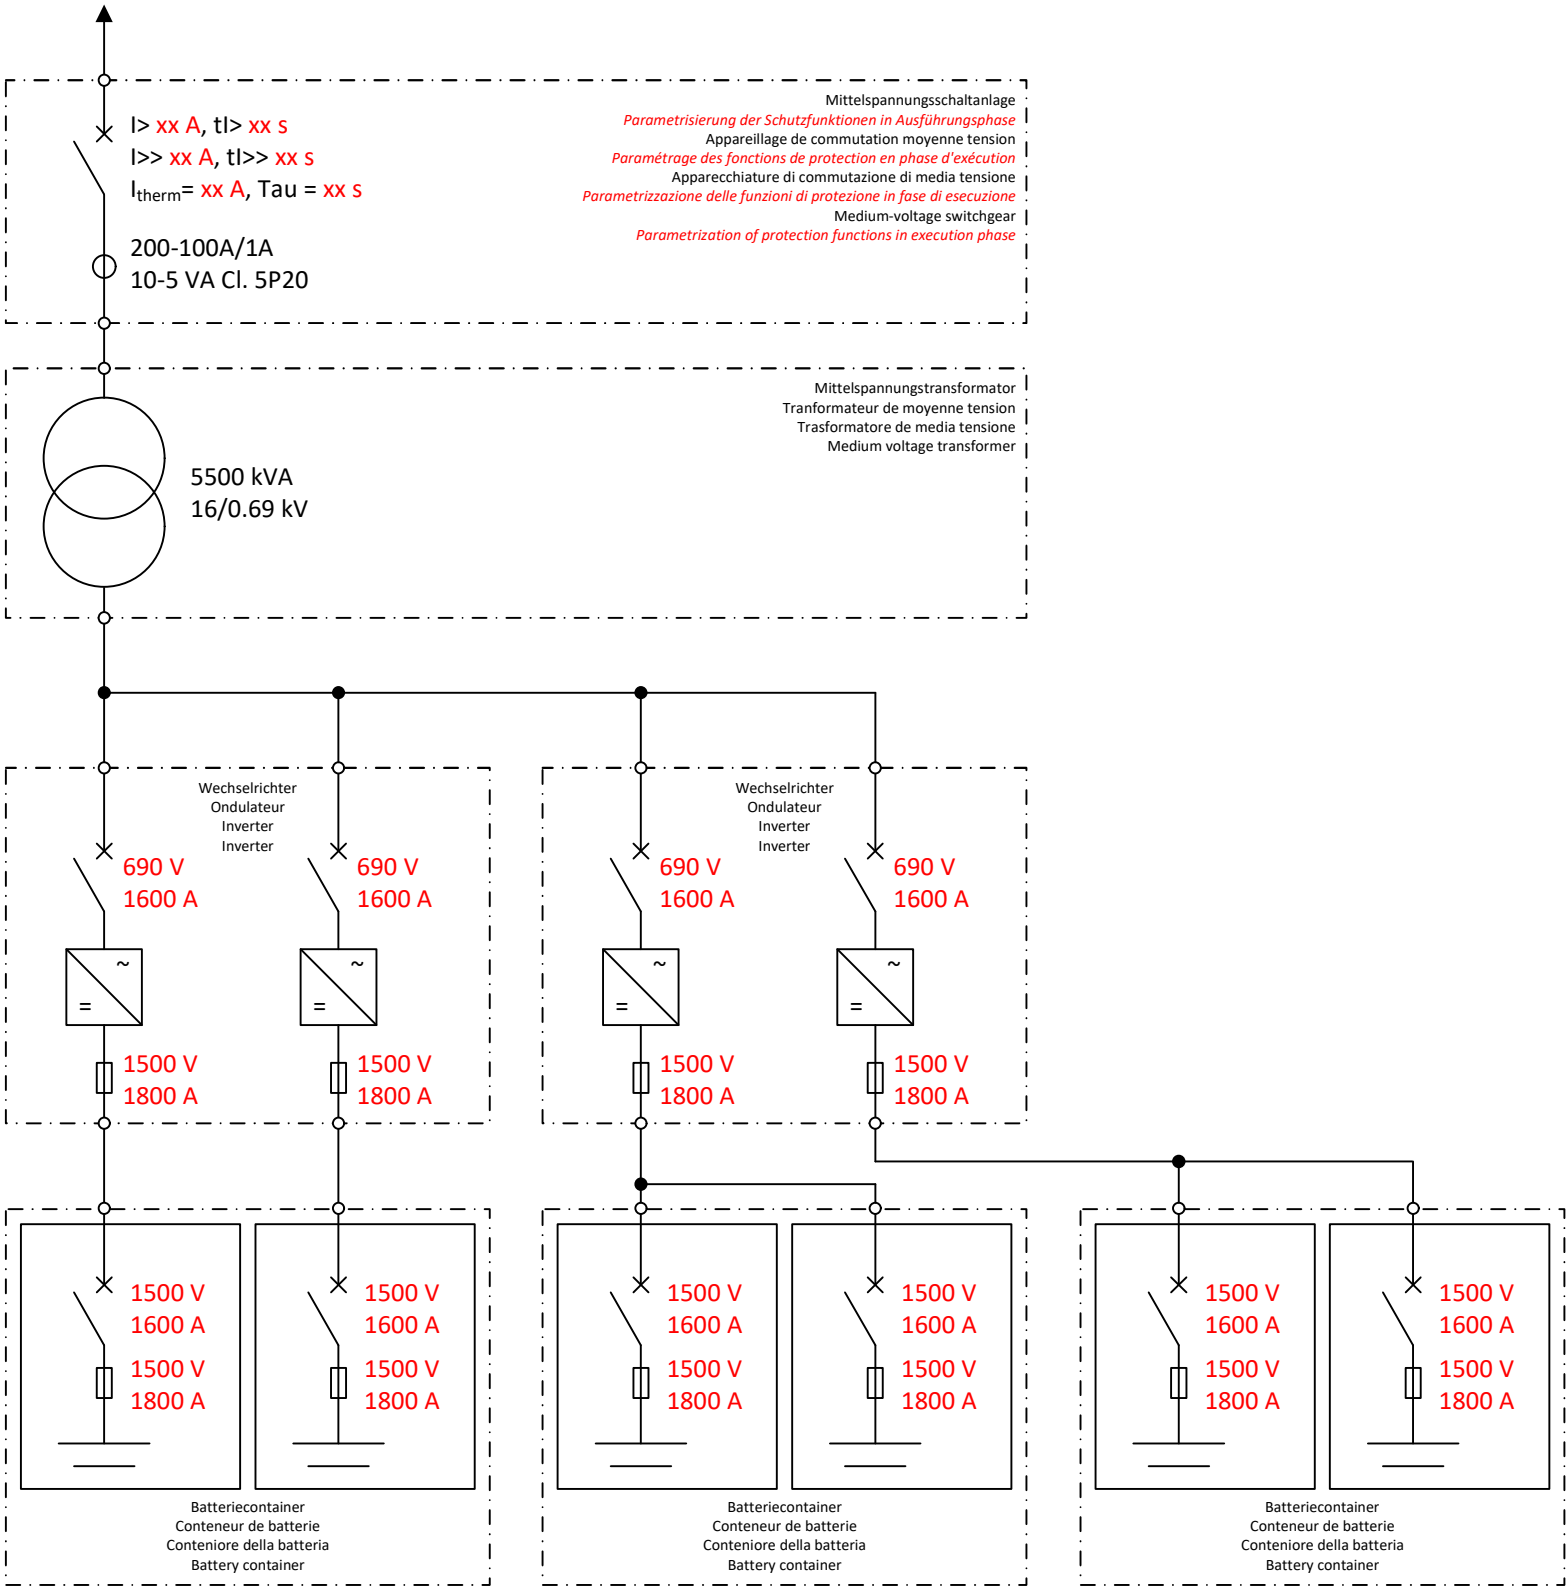 I> xx A, tI> xx s
I>> xx A, tI>> xx s
Itherm= xx A, Tau = xx s
200-100A/1A
10-5 VA Cl. 5P20
Mittelspannungsschaltanlage
Parametrisierung der Schutzfunktionen in Ausführungsphase
Appareillage de commutation moyenne tension
Paramétrage des fonctions de protection en phase d'exécution
Apparecchiature di commutazione di media tensione
Parametrizzazione delle funzioni di protezione in fase di esecuzione
Medium-voltage switchgear
Parametrization of protection functions in execution phase
Mittelspannungstransformator
Tranformateur de moyenne tension
Trasformatore de media tensione
Medium voltage transformer
5500 kVA
16/0.69 kV
Wechselrichter
Ondulateur
Inverter
Inverter
690 V
1600 A
690 V
1600 A
~
=
~
=
1500 V
1800 A
1500 V
1800 A
Wechselrichter
Ondulateur
Inverter
Inverter
690 V
1600 A
690 V
1600 A
~
=
~
=
1500 V
1800 A
1500 V
1800 A
1500 V
1600 A
1500 V
1800 A
1500 V
1600 A
1500 V
1800 A
Batteriecontainer
Conteneur de batterie
Conteniore della batteria
Battery container
1500 V
1600 A
1500 V
1800 A
1500 V
1600 A
1500 V
1800 A
Batteriecontainer
Conteneur de batterie
Conteniore della batteria
Battery container
1500 V
1600 A
1500 V
1800 A
1500 V
1600 A
1500 V
1800 A
Batteriecontainer
Conteneur de batterie
Conteniore della batteria
Battery container